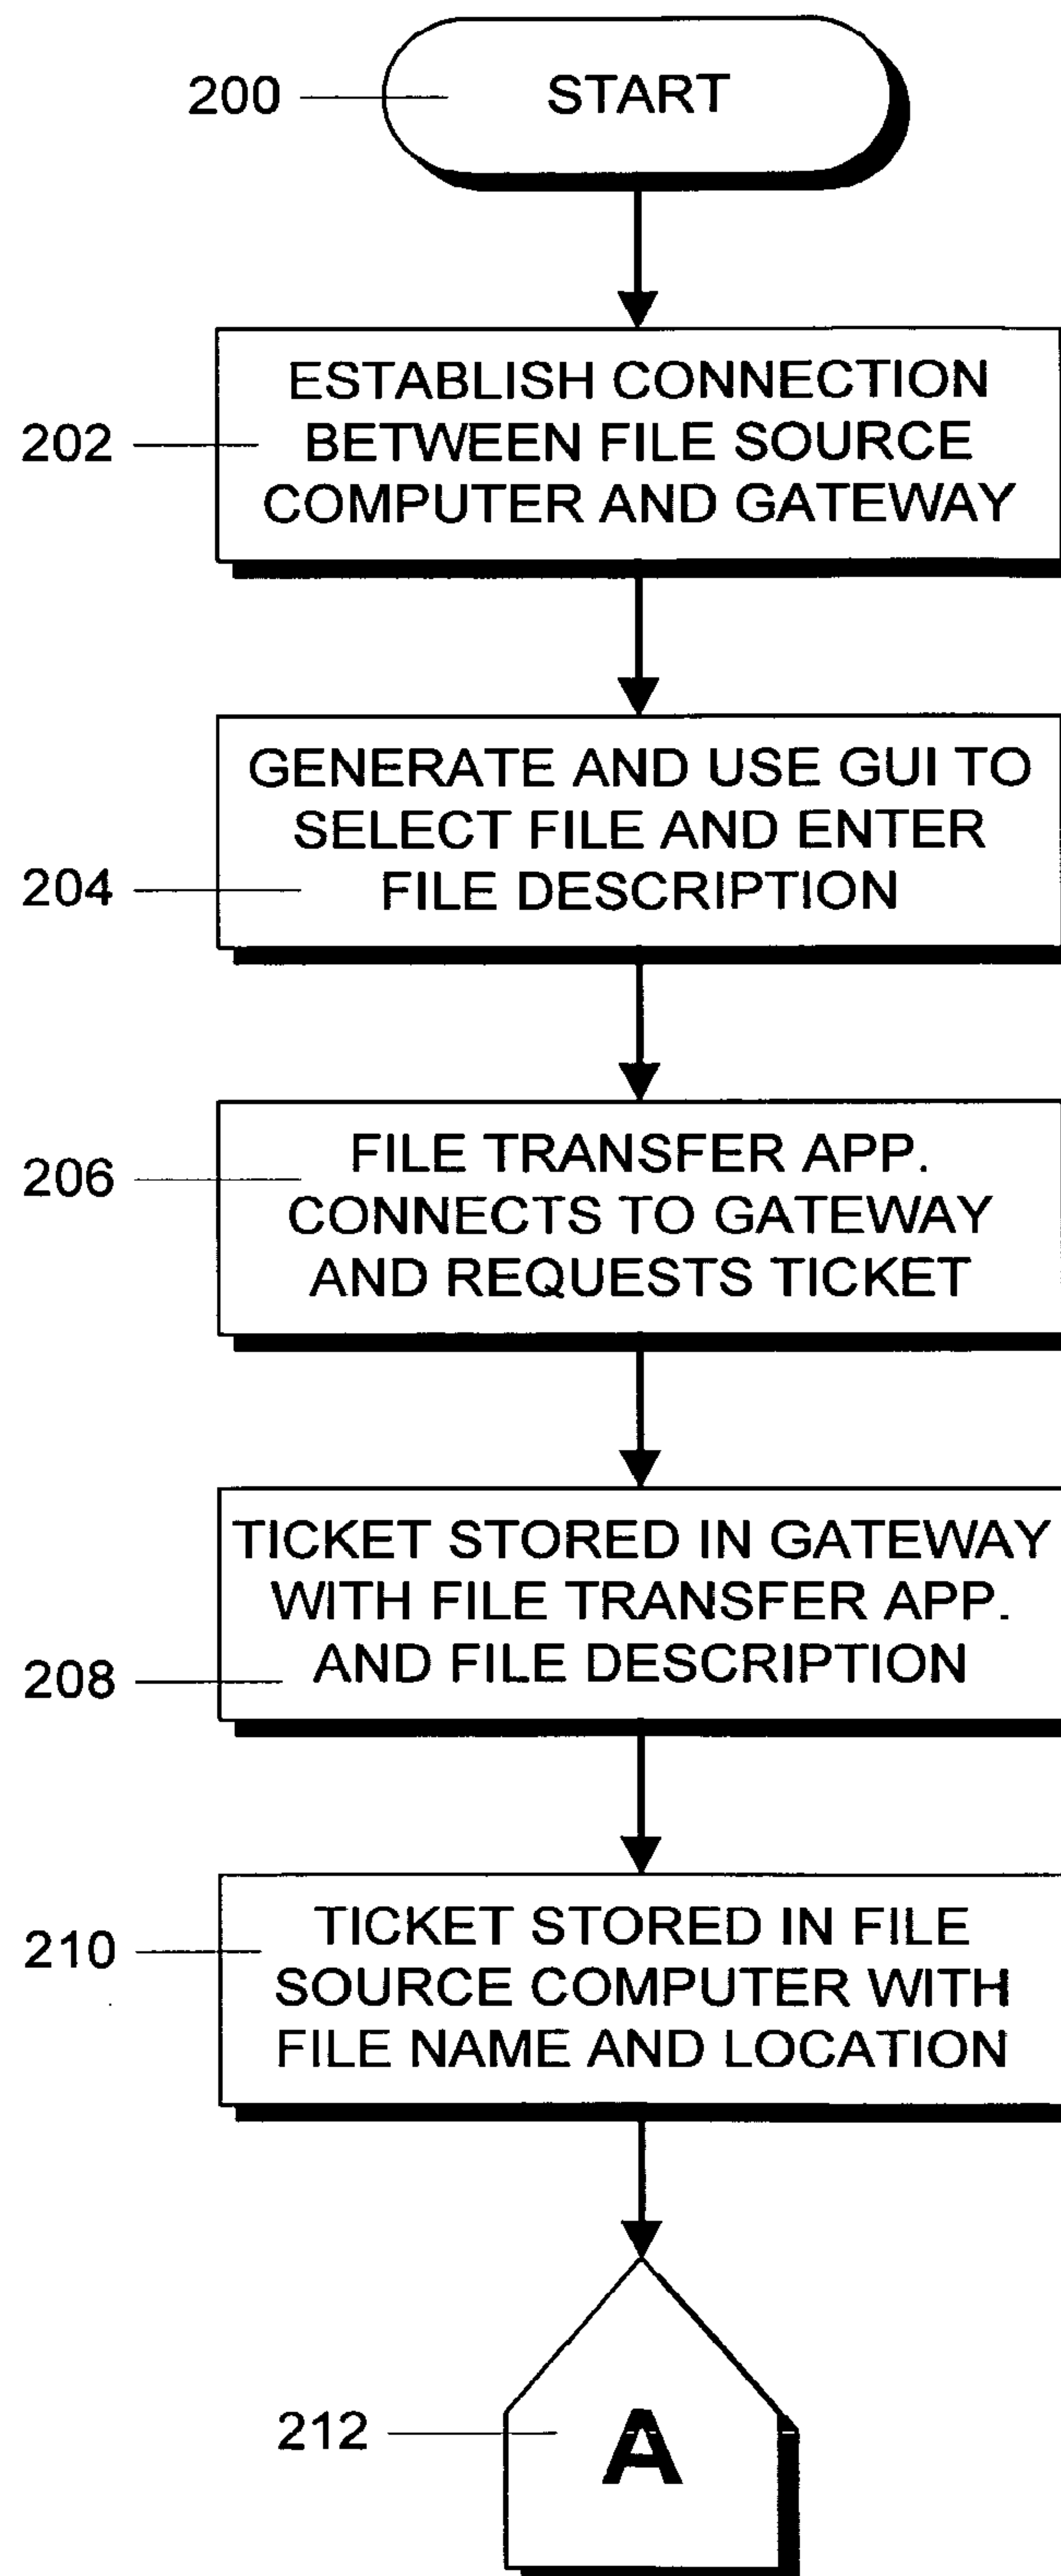 200
START
202
ESTABLISH CONNECTION
BETWEEN FILE SOURCE
COMPUTER AND GATEWAY
204
GENERATE AND USE GUI TO
SELECT FILE AND ENTER
FILE DESCRIPTION
206
FILE TRANSFER APP.
CONNECTS TO GATEWAY
AND REQUESTS TICKET
208
TICKET STORED IN GATEWAY
WITH FILE TRANSFER APP.
AND FILE DESCRIPTION
210
TICKET STORED IN FILE
SOURCE COMPUTER WITH
FILE NAME AND LOCATION
212
A